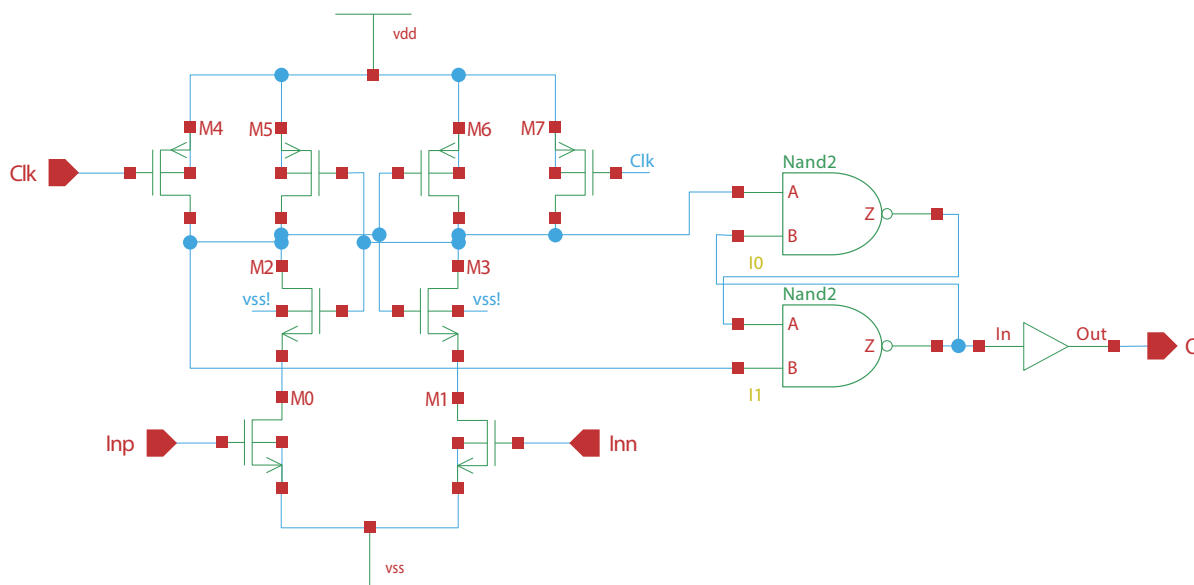 vdd
M4
M5
M6
M7
Clk
Clk
Nand2
A
Z
B
I0
M2
M3
vss!
vss!
Nand2
A
Z
B
I1
In
Out
M0
M1
Inp
Inn
vss